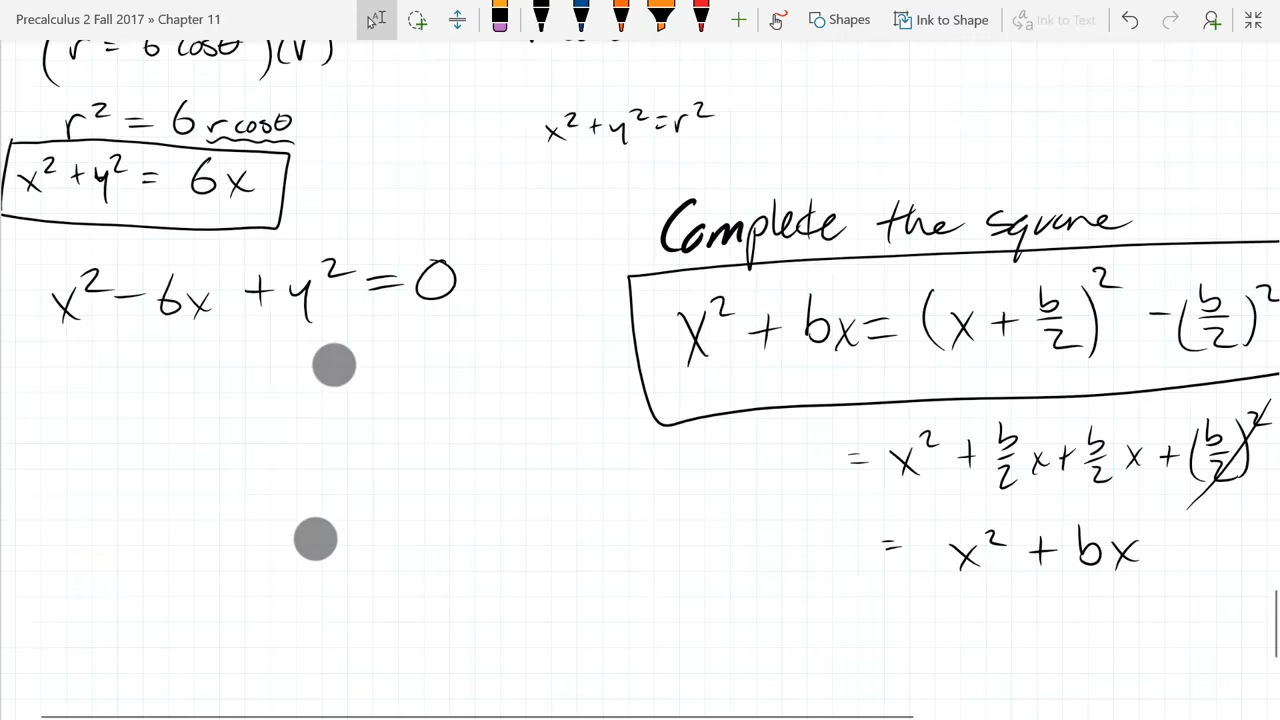 Precalculus 2 Fall 2017 » Chapter 11
Shapes
Ink to Shape
Ink to Text
(r = 6 cosθ)(r)
r² = 6 r cosθ
x² + y² = 6x
x² - 6x + y² = 0
x² + y² = r²
Complete the square
x² + bx = (x + b/2)² - (b/2)²
= x² + b/2 x + b/2 x + (b/2)²
= x² + bx